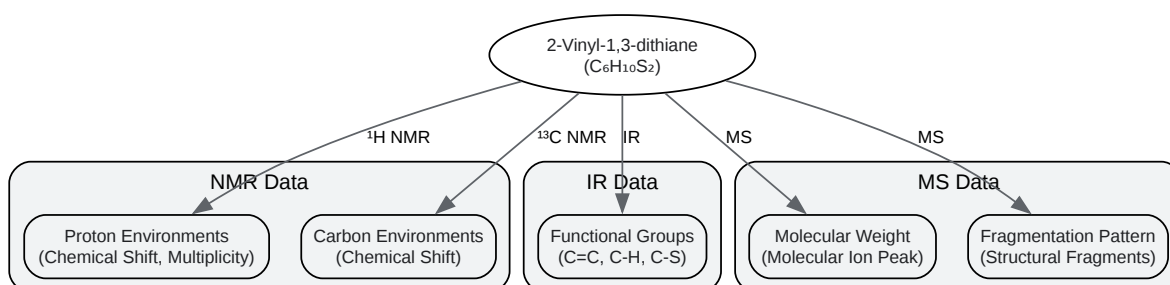 2-Vinyl-1,3-dithiane
(C₆H₁₀S₂)
¹H NMR
¹³C NMR
IR
MS
MS
NMR Data
IR Data
MS Data
Proton Environments
(Chemical Shift, Multiplicity)
Carbon Environments
(Chemical Shift)
Functional Groups
(C=C, C-H, C-S)
Molecular Weight
(Molecular Ion Peak)
Fragmentation Pattern
(Structural Fragments)